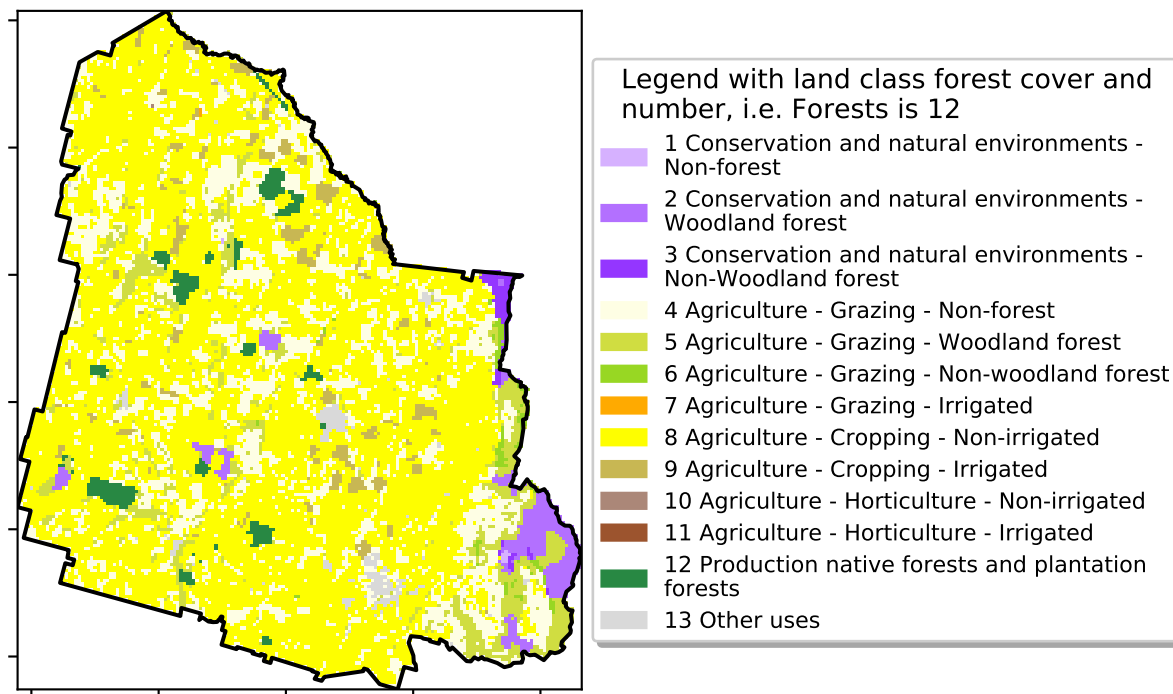 Legend with land class forest cover and
number, i.e. Forests is 12
1 Conservation and natural environments -
Non-forest
2 Conservation and natural environments -
Woodland forest
3 Conservation and natural environments -
Non-Woodland forest
4 Agriculture - Grazing - Non-forest
5 Agriculture - Grazing - Woodland forest
6 Agriculture - Grazing - Non-woodland forest
7 Agriculture - Grazing - Irrigated
8 Agriculture - Cropping - Non-irrigated
9 Agriculture - Cropping - Irrigated
10 Agriculture - Horticulture - Non-irrigated
11 Agriculture - Horticulture - Irrigated
12 Production native forests and plantation
forests
13 Other uses